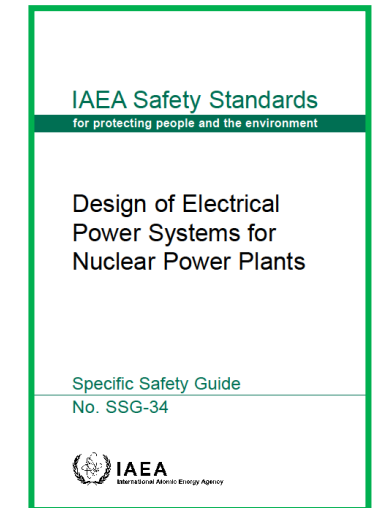 IAEA Safety Standards
for protecting people and the environment
Design of Electrical
Power Systems for
Nuclear Power Plants
Specific Safety Guide
No. SSG-34
IAEA
International Atomic Energy Agency